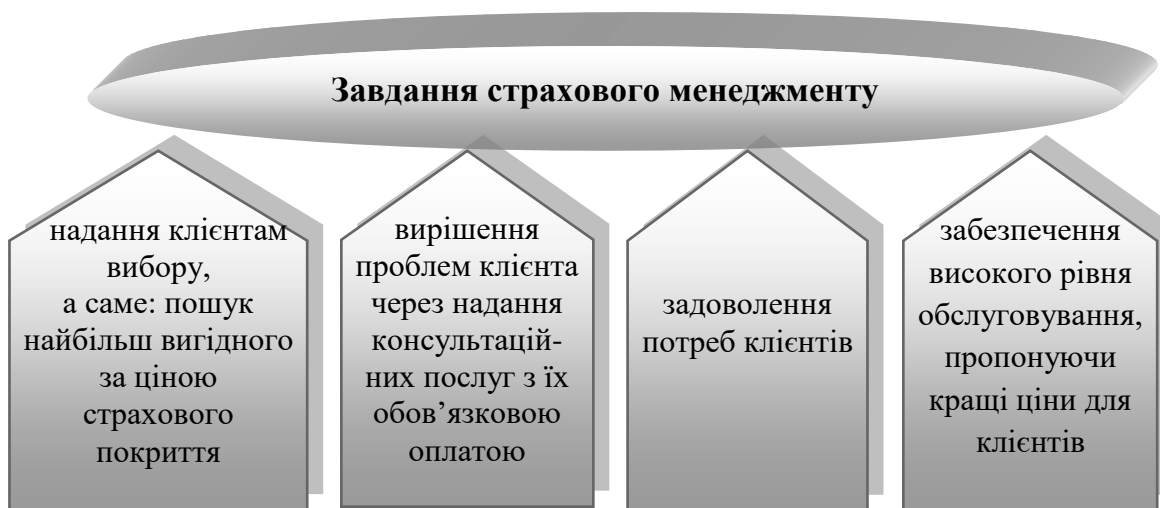 Завдання страхового менеджменту
надання клієнтам
вибору,
а саме: пошук
найбільш вигідного
за ціною
страхового
покриття
вирішення
проблем клієнта
через надання
консультацій-
них послуг з їх
обов’язковою
оплатою
задоволення
потреб клієнтів
забезпечення
високого рівня
обслуговування,
пропонуючи
кращі ціни для
клієнтів